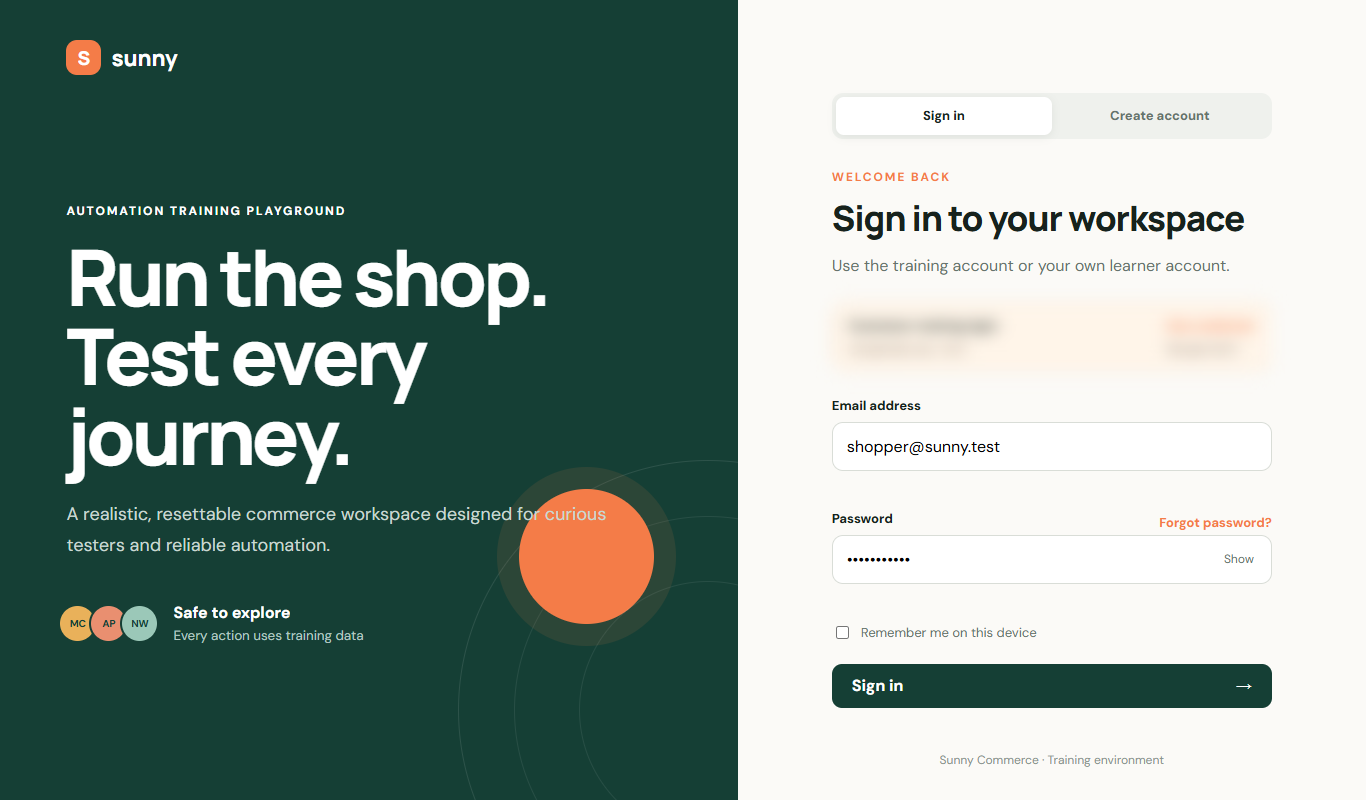 S sunny
AUTOMATION TRAINING PLAYGROUND
Run the shop.
Test every
journey.
A realistic, resettable commerce workspace designed for curious
testers and reliable automation.
MC AP NW
Safe to explore
Every action uses training data
Sign in
Create account
WELCOME BACK
Sign in to your workspace
Use the training account or your own learner account.
Email address
shopper@sunny.test
Password
Forgot password?
•••••••••••
Show
Remember me on this device
Sign in →
Sunny Commerce · Training environment